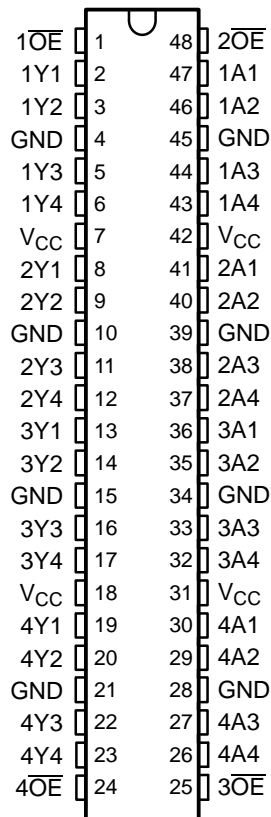 1O̅E̅ 1 48 2O̅E̅
1Y1 2 47 1A1
1Y2 3 46 1A2
GND 4 45 GND
1Y3 5 44 1A3
1Y4 6 43 1A4
VCC 7 42 VCC
2Y1 8 41 2A1
2Y2 9 40 2A2
GND 10 39 GND
2Y3 11 38 2A3
2Y4 12 37 2A4
3Y1 13 36 3A1
3Y2 14 35 3A2
GND 15 34 GND
3Y3 16 33 3A3
3Y4 17 32 3A4
VCC 18 31 VCC
4Y1 19 30 4A1
4Y2 20 29 4A2
GND 21 28 GND
4Y3 22 27 4A3
4Y4 23 26 4A4
4O̅E̅ 24 25 3O̅E̅